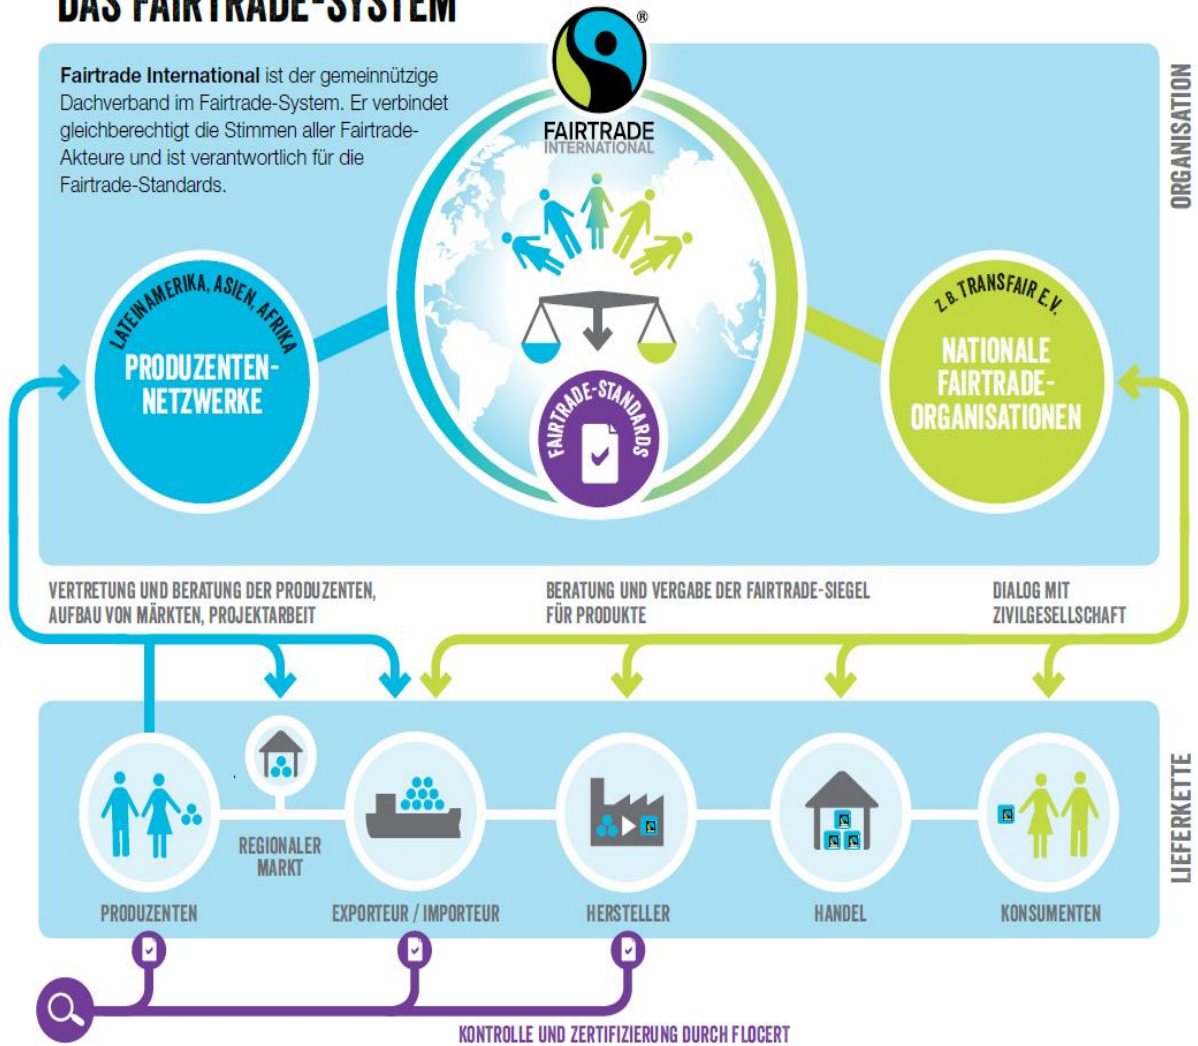 DAS FAIRTRADE-SYSTEM
®
Fairtrade International ist der gemeinnützige
Dachverband im Fairtrade-System. Er verbindet
gleichberechtigt die Stimmen aller Fairtrade-
Akteure und ist verantwortlich für die
Fairtrade-Standards.
FAIRTRADE
INTERNATIONAL
ORGANISATION
LATEINAMERIKA, ASIEN, AFRIKA
PRODUZENTEN-
NETZWERKE
FAIRTRADE-STANDARDS
Z. B. TRANSFAIR E.V.
NATIONALE
FAIRTRADE-
ORGANISATIONEN
VERTRETUNG UND BERATUNG DER PRODUZENTEN,
AUFBAU VON MÄRKTEN, PROJEKTARBEIT
BERATUNG UND VERGABE DER FAIRTRADE-SIEGEL
FÜR PRODUKTE
DIALOG MIT
ZIVILGESELLSCHAFT
LIEFERKETTE
REGIONALER
MARKT
PRODUZENTEN
EXPORTEUR / IMPORTEUR
HERSTELLER
HANDEL
KONSUMENTEN
KONTROLLE UND ZERTIFIZIERUNG DURCH FLOCERT